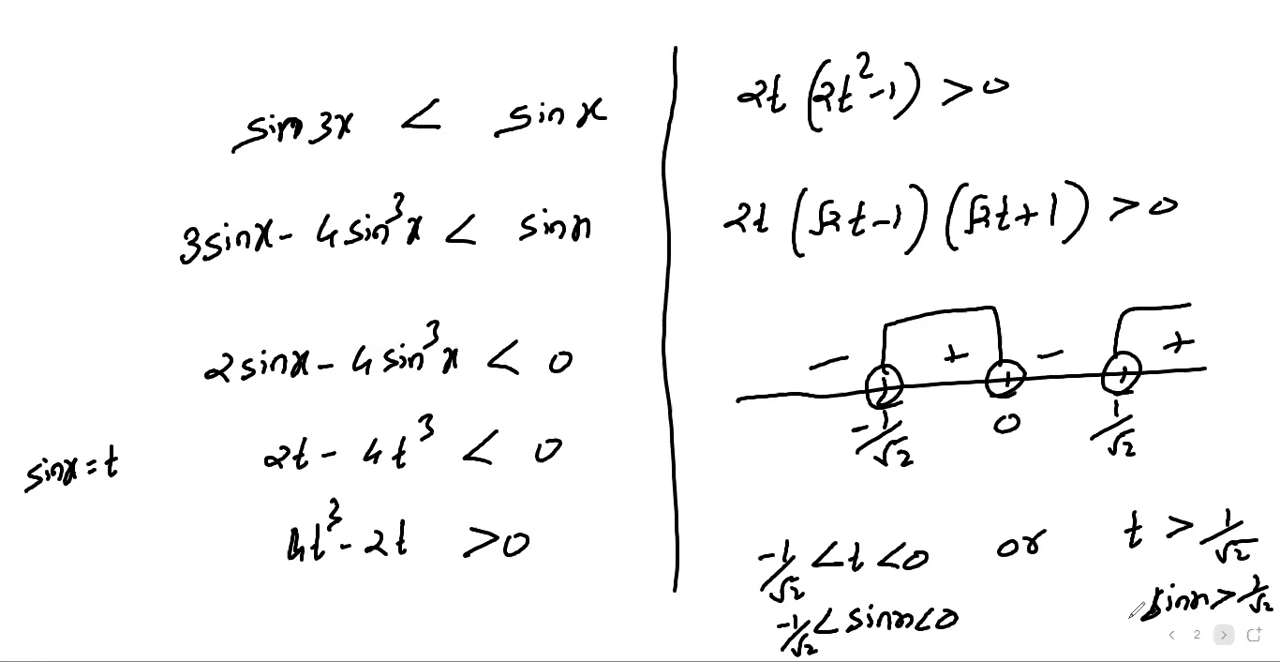 sin 3x < sin x
3sinx - 4sin³x < sinx
2sinx - 4sin³x < 0
sinx = t
2t - 4t³ < 0
4t³ - 2t > 0
2t (2t² - 1) > 0
2t (√2t - 1) (√2t + 1) > 0
- + - +
-1/√2 0 1/√2
-1/√2 < t < 0 or t > 1/√2
-1/√2 < sinx < 0 sinx > 1/√2
2